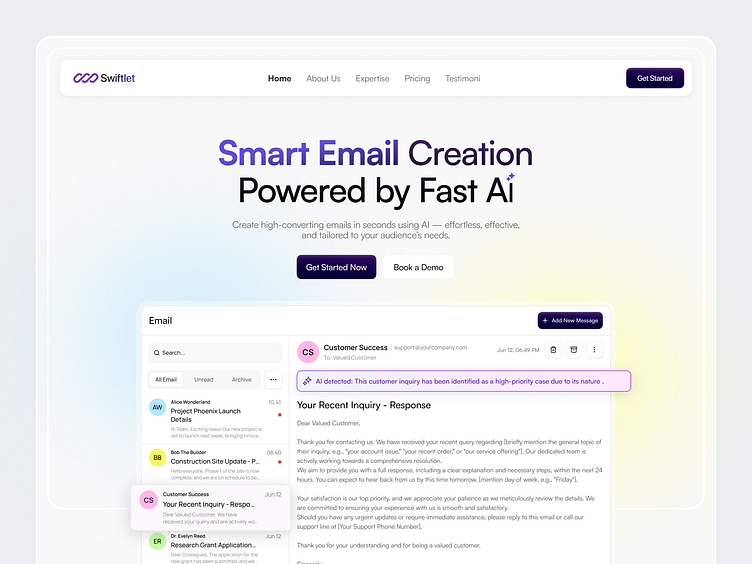 Swiftlet
Home About Us Expertise Pricing Testimoni
Get Started
Smart Email Creation
Powered by Fast Ai
Create high-converting emails in seconds using AI — effortless, effective,
and tailored to your audience's needs.
Get Started Now Book a Demo
Email
+ Add New Message
Search...
All Email Unread Archive
AW
Alice Wonderland 10.41
Project Phoenix Launch
Details
Hi Team, Exciting news! Our new project is
set to launch next week, bringing innova...
BB
Bob The Builder 08.40
Construction Site Update - P...
Hello everyone, Phase 1 of the site is now
complete, and we are on schedule to be...
CS
Customer Success Jun 12
Your Recent Inquiry - Respo...
Dear Valued Customer, We have
received your query and are actively wo...
ER
Dr. Evelyn Reed Jun 12
Research Grant Application...
Dear Colleagues, The application for the
new grant has been submitted, and we...
CS
Customer Success | support@yourcompany.com
To: Valued Customer
Jun 12, 06.49 PM
AI detected: This customer inquiry has been identified as a high-priority case due to its nature .
Your Recent Inquiry - Response
Dear Valued Customer,
Thank you for contacting us. We have received your recent query regarding [briefly mention the general topic of
their inquiry, e.g., "your account issue," "your recent order," or "our service offering"]. Our dedicated team is
actively working towards a comprehensive resolution.
We aim to provide you with a full response, including a clear explanation and necessary steps, within the next 24
hours. You can expect to hear back from us by this time tomorrow, [mention day of week, e.g., "Friday"].
Your satisfaction is our top priority, and we appreciate your patience as we meticulously review the details. We
are committed to ensuring your experience with us is smooth and satisfactory.
Should you have any urgent updates or require immediate assistance, please reply to this email or call our
support line at [Your Support Phone Number].
Thank you for your understanding and for being a valued customer.
Sincerely,